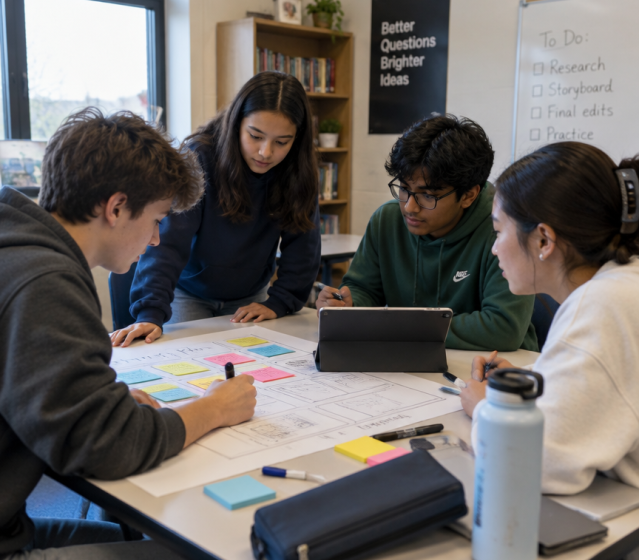 Better
Questions
Brighter
Ideas
To Do:
Research
Storyboard
Final edits
Practice